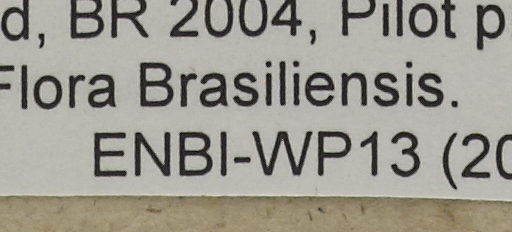 d, BR 2004, Pilot p
Flora Brasiliensis.
ENBI-WP13 (20